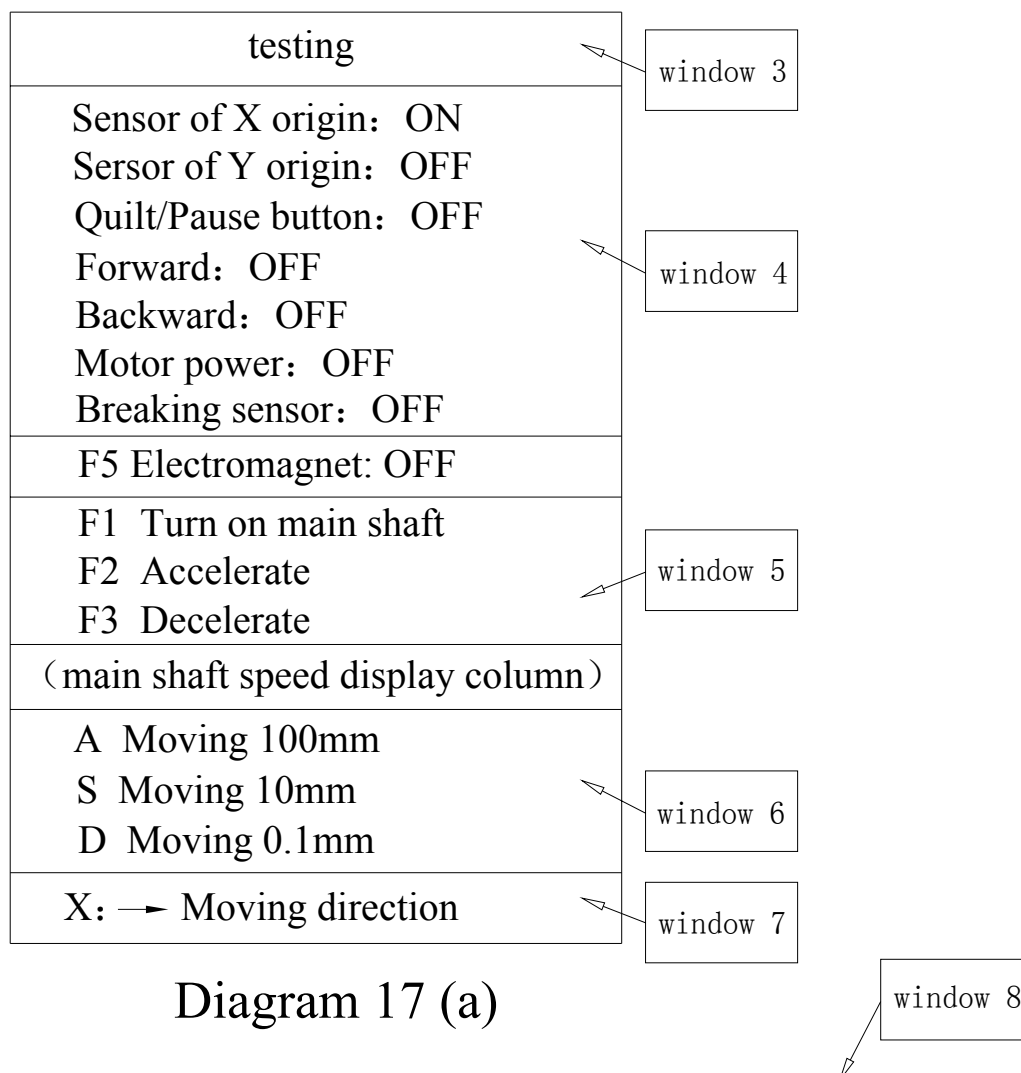 testing
window 3
Sensor of X origin：ON
Sersor of Y origin：OFF
Quilt/Pause button：OFF
Forward：OFF
window 4
Backward：OFF
Motor power：OFF
Breaking sensor：OFF
F5 Electromagnet: OFF
F1 Turn on main shaft
F2 Accelerate
window 5
F3 Decelerate
（main shaft speed display column）
A Moving 100mm
S Moving 10mm
window 6
D Moving 0.1mm
X：→ Moving direction
window 7
Diagram 17 (a)
window 8